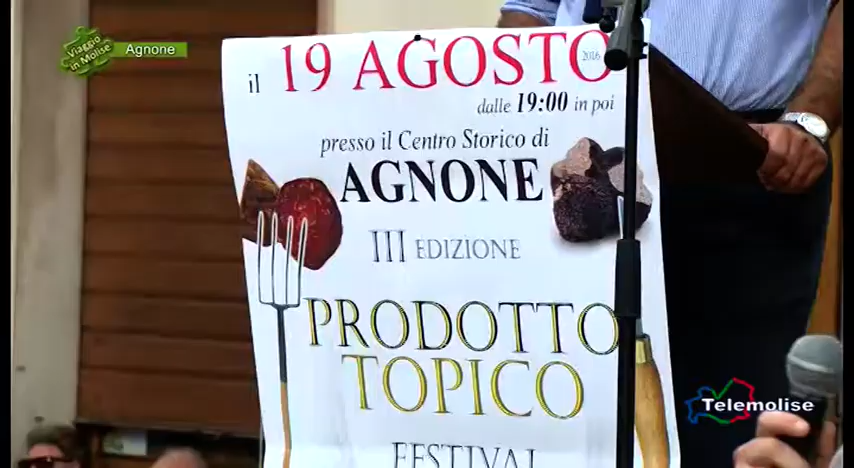 Viaggio
in Molise
Agnone
il 19 AGOSTO 2016
dalle 19:00 in poi
presso il Centro Storico di
AGNONE
III EDIZIONE
PRODOTTO
TOPICO
FESTIVAL
Telemolise